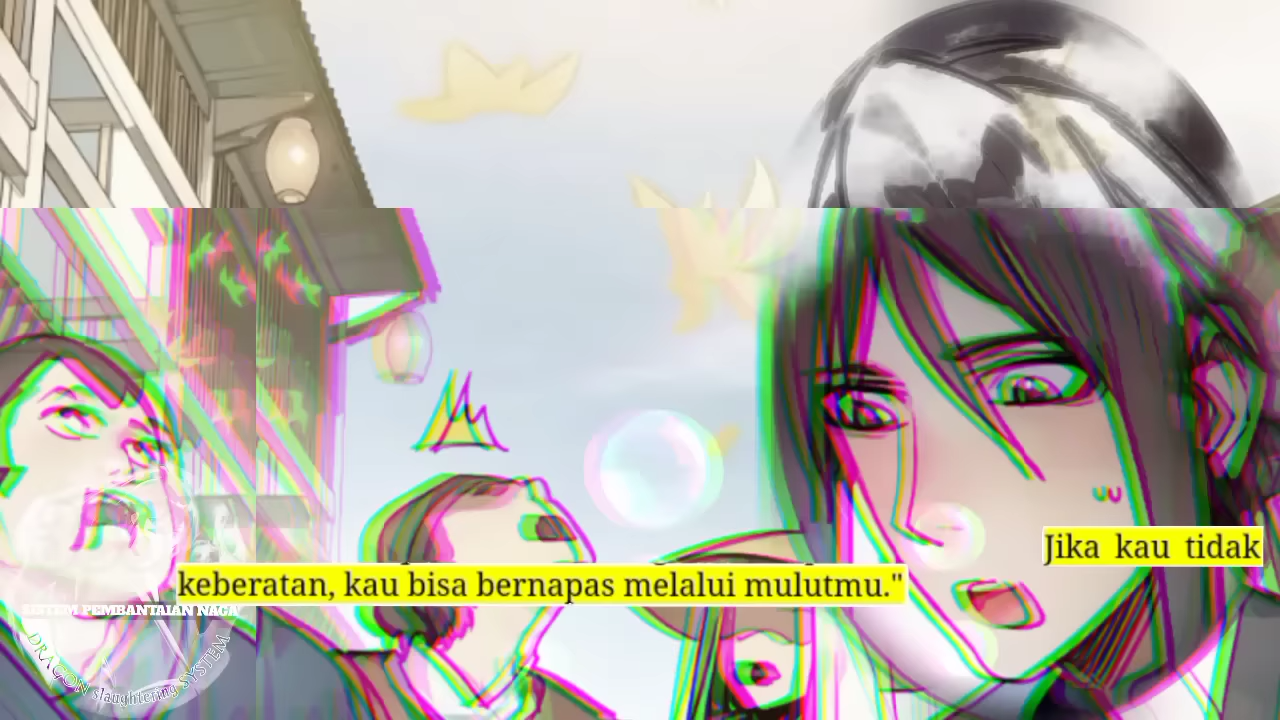 Jika kau tidak
keberatan, kau bisa bernapas melalui mulutmu."
SISTEM PEMBANTAIAN NAGA
DRAGON slaughtering SYSTEM